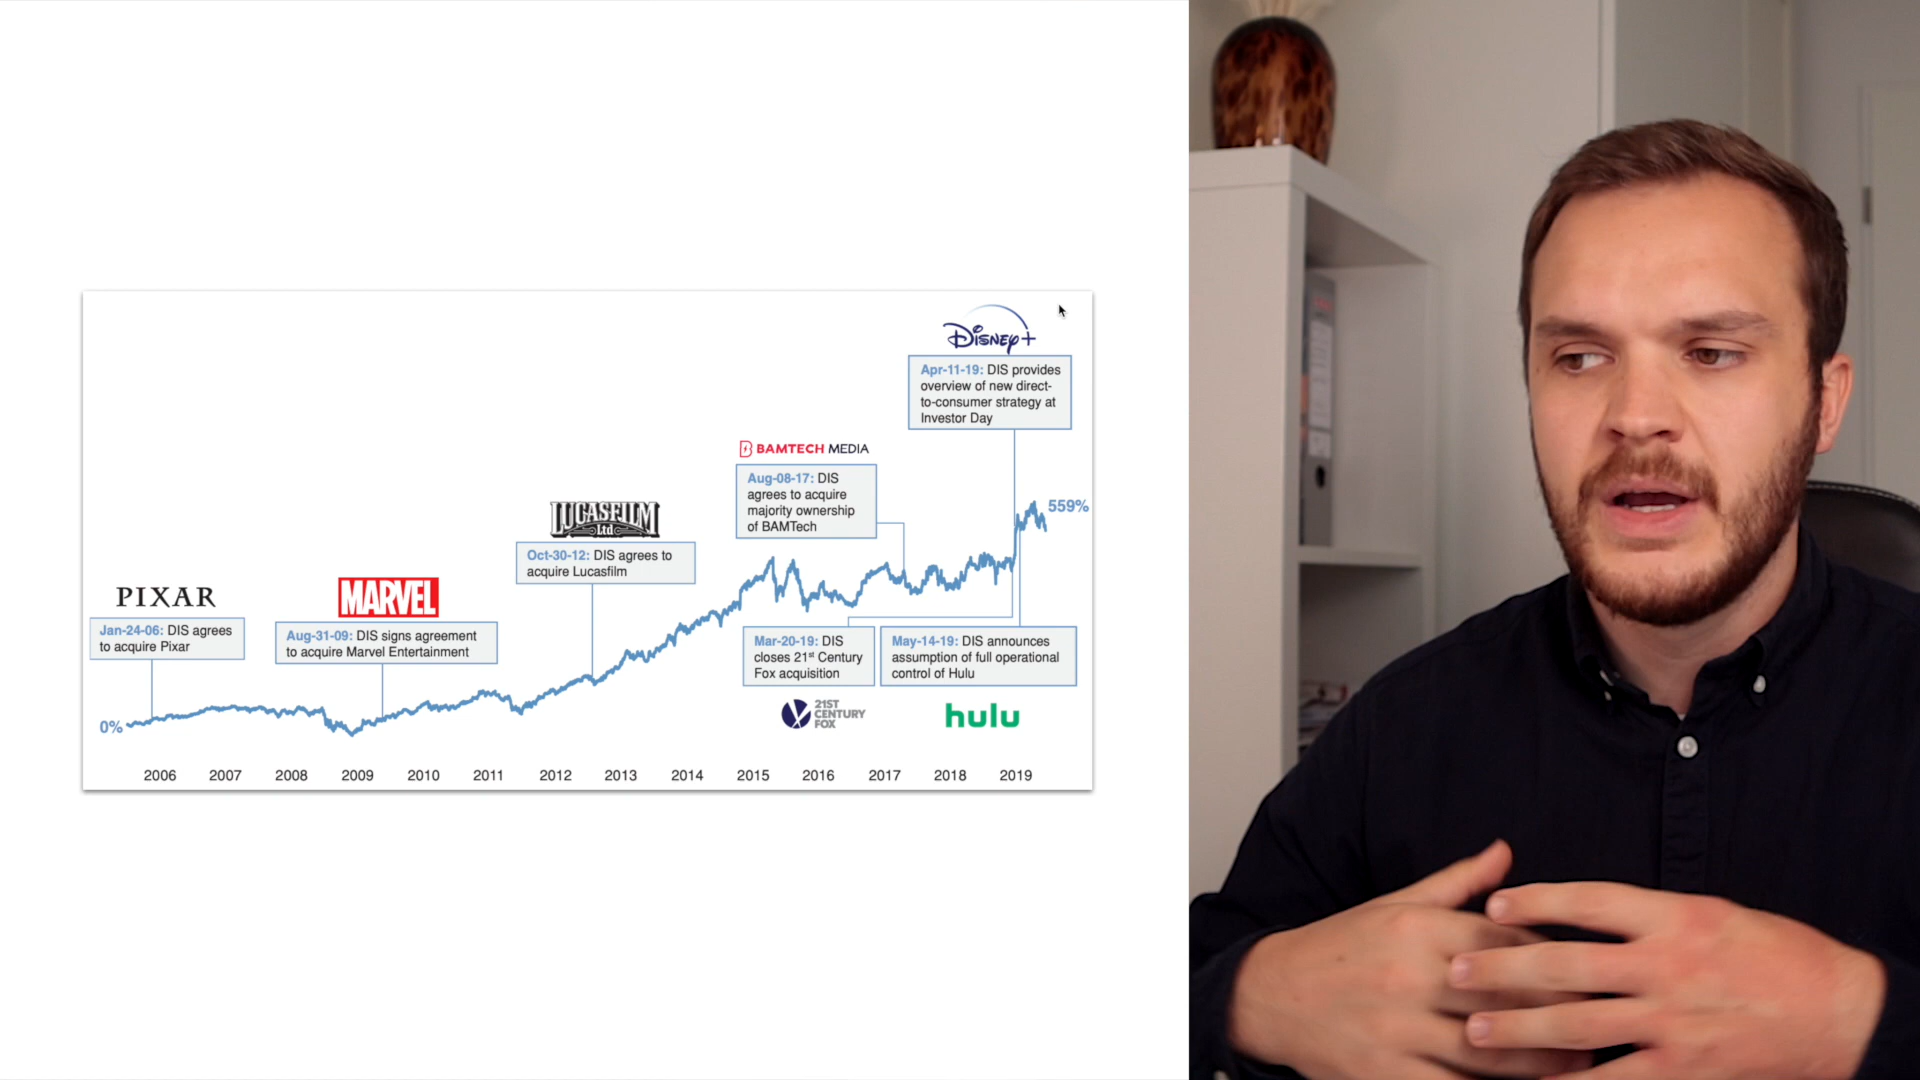 DISNEY+
Apr-11-19: DIS provides
overview of new direct-
to-consumer strategy at
Investor Day
BAMTECH MEDIA
Aug-08-17: DIS
agrees to acquire
majority ownership
of BAMTech
559%
LUCASFILM
Ltd
Oct-30-12: DIS agrees to
acquire Lucasfilm
PIXAR
Jan-24-06: DIS agrees
to acquire Pixar
MARVEL
Aug-31-09: DIS signs agreement
to acquire Marvel Entertainment
Mar-20-19: DIS
closes 21st Century
Fox acquisition
21ST
CENTURY
FOX
May-14-19: DIS announces
assumption of full operational
control of Hulu
hulu
0%
2006 2007 2008 2009 2010 2011 2012 2013 2014 2015 2016 2017 2018 2019